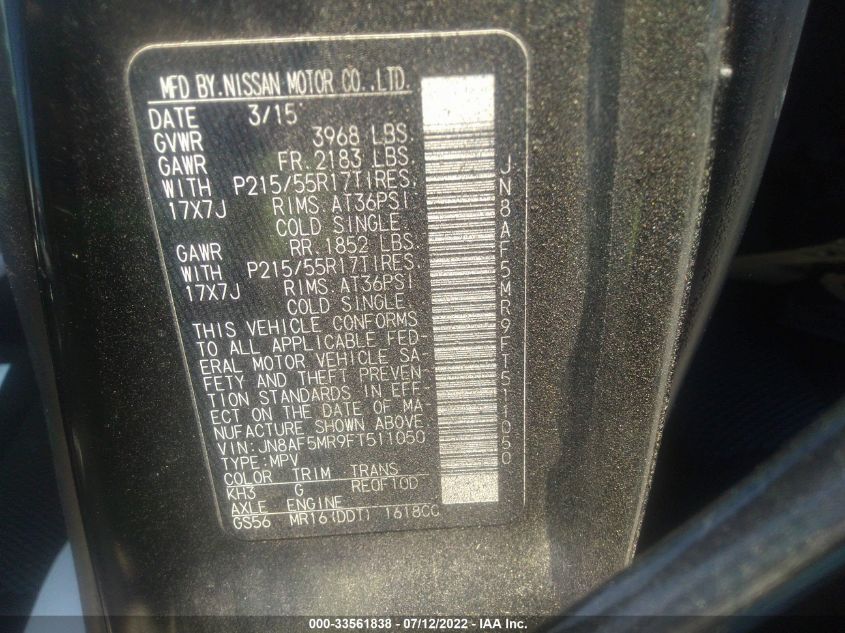 MFD BY.NISSAN MOTOR CO.,LTD.
DATE 3/15
GVWR 3968 LBS.
GAWR FR.2183 LBS.
WITH P215/55R17TIRES.
17X7J RIMS.AT36PSI
COLD SINGLE.
GAWR RR.1852 LBS.
WITH P215/55R17TIRES.
17X7J RIMS.AT36PSI
COLD SINGLE.
THIS VEHICLE CONFORMS
TO ALL APPLICABLE FED-
ERAL MOTOR VEHICLE SA-
FETY AND THEFT PREVEN-
TION STANDARDS IN EFF-
ECT ON THE DATE OF MA-
NUFACTURE SHOWN ABOVE.
VIN:JN8AF5MR9FT511050
TYPE:MPV
COLOR TRIM TRANS
KH3 G RE0F10D
AXLE ENGINE
GS56 MR16(DDT) 1618CC
JN8AF5MR9FT511050
000-33561838 - 07/12/2022 - IAA Inc.